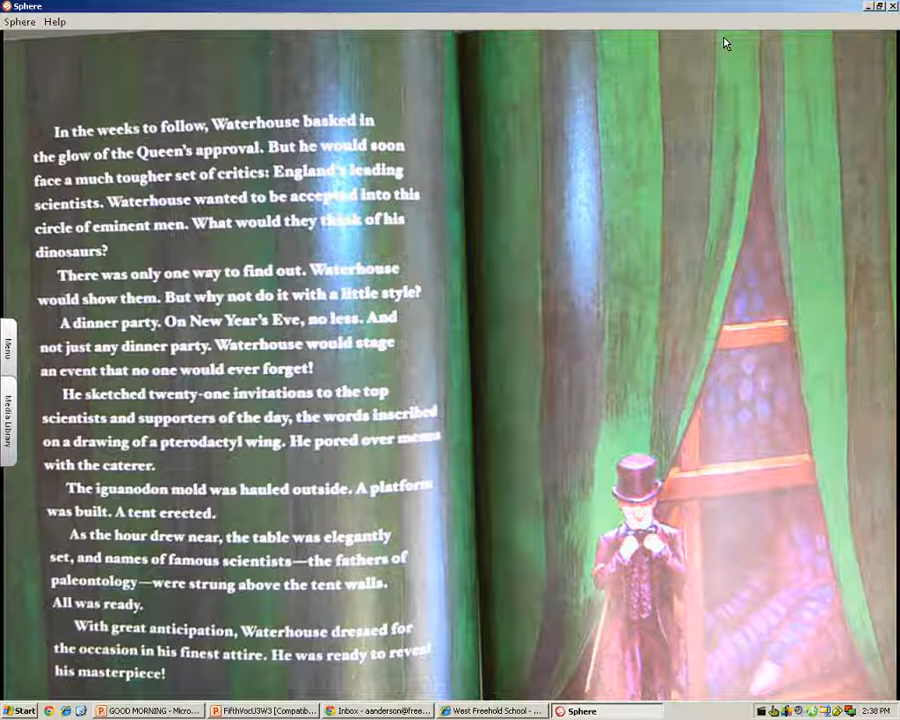 Sphere
Sphere Help
In the weeks to follow, Waterhouse basked in
the glow of the Queen's approval. But he would soon
face a much tougher set of critics: England's leading
scientists. Waterhouse wanted to be accepted into this
circle of eminent men. What would they think of his
dinosaurs?
There was only one way to find out. Waterhouse
would show them. But why not do it with a little style?
A dinner party. On New Year's Eve, no less. And
not just any dinner party. Waterhouse would stage
an event that no one would ever forget!
He sketched twenty-one invitations to the top
scientists and supporters of the day, the words inscribed
on a drawing of a pterodactyl wing. He pored over menus
with the caterer.
The iguanodon mold was hauled outside. A platform
was built. A tent erected.
As the hour drew near, the table was elegantly
set, and names of famous scientists—the fathers of
paleontology—were strung above the tent walls.
All was ready.
With great anticipation, Waterhouse dressed for
the occasion in his finest attire. He was ready to reveal
his masterpiece!
Menu
Media Library
Start
GOOD MORNING - Micro...
FifthVocU3W3 [Compatib...
Inbox - aanderson@free...
West Freehold School - ...
Sphere
2:38 PM